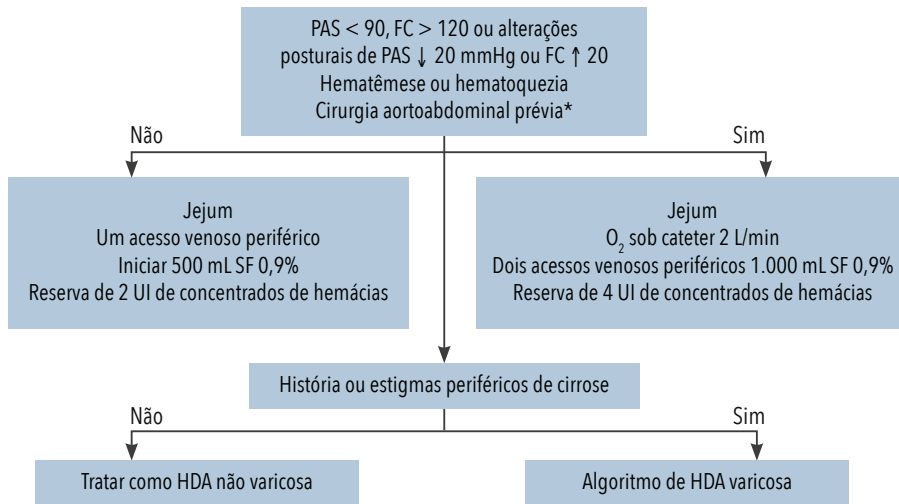 PAS < 90, FC > 120 ou alterações
posturais de PAS ↓ 20 mmHg ou FC ↑ 20
Hematêmese ou hematoquezia
Cirurgia aortoabdominal prévia*
Não
Sim
Jejum
Um acesso venoso periférico
Iniciar 500 mL SF 0,9%
Reserva de 2 UI de concentrados de hemácias
Jejum
O₂ sob cateter 2 L/min
Dois acessos venosos periféricos 1.000 mL SF 0,9%
Reserva de 4 UI de concentrados de hemácias
História ou estigmas periféricos de cirrose
Não
Sim
Tratar como HDA não varicosa
Algoritmo de HDA varicosa